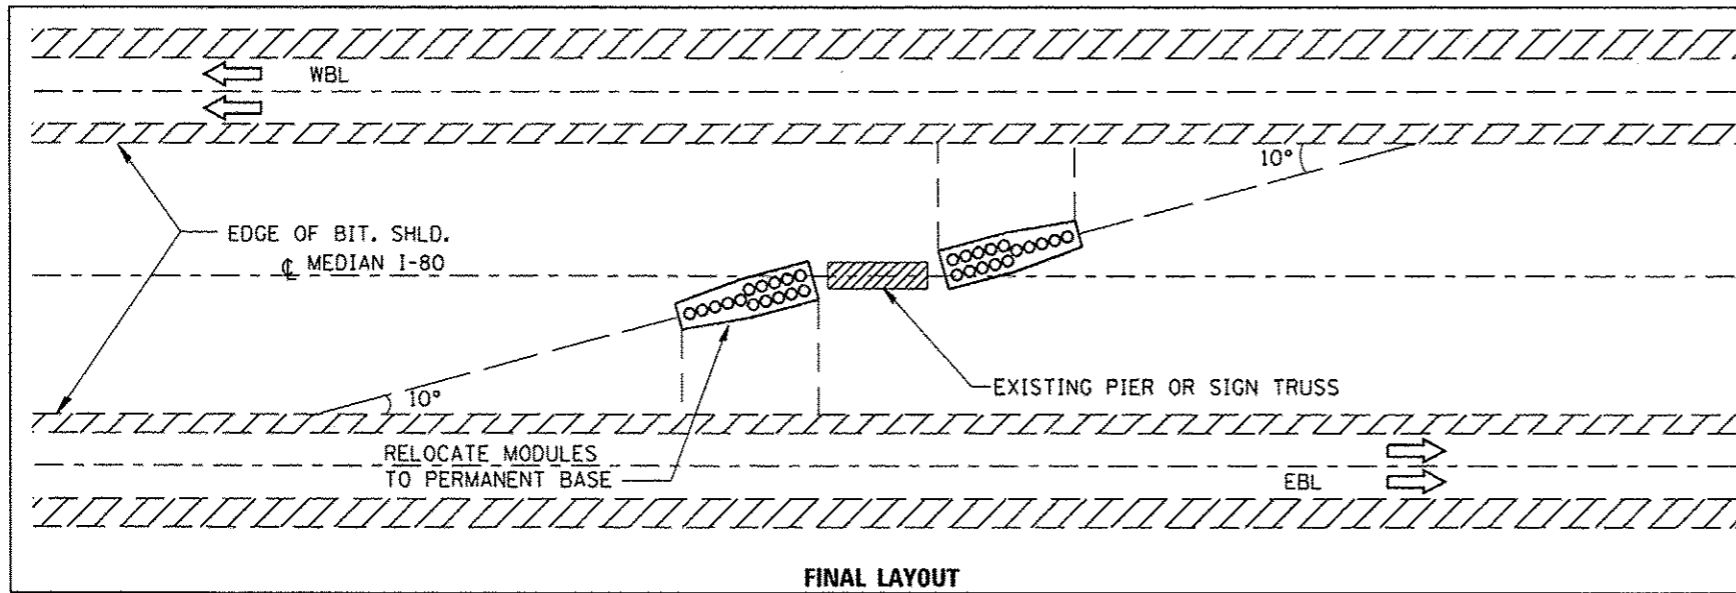 WBL
10°
EDGE OF BIT. SHLD.
℄ MEDIAN I-80
EXISTING PIER OR SIGN TRUSS
10°
RELOCATE MODULES
TO PERMANENT BASE
EBL
FINAL LAYOUT